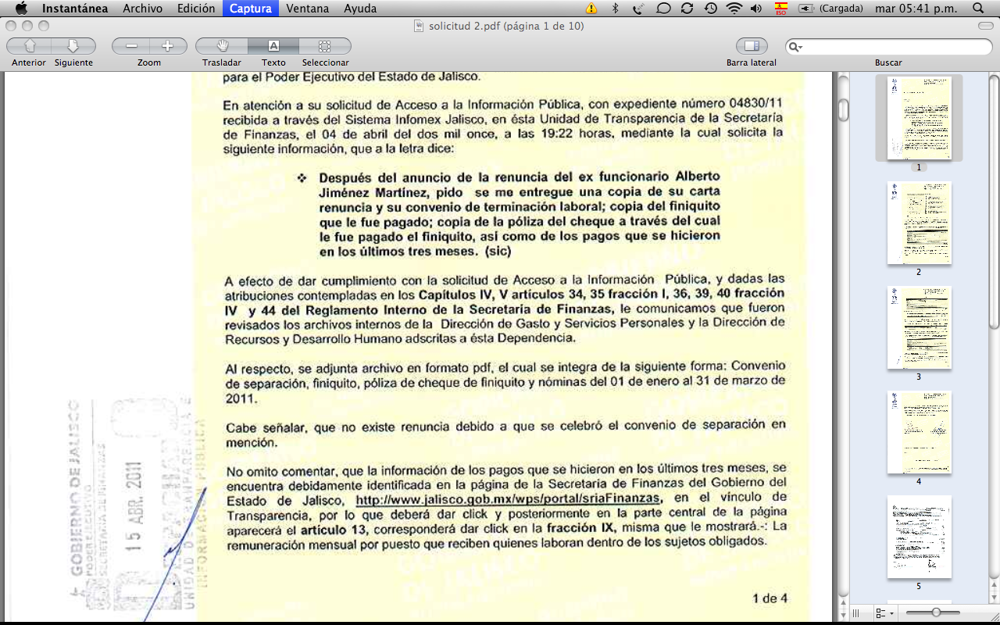 Instantánea Archivo Edición Captura Ventana Ayuda (Cargada) mar 05:41 p.m.
ISO
solicitud 2.pdf (página 1 de 10)
Anterior Siguiente Zoom Trasladar Texto Seleccionar Barra lateral Buscar
para el Poder Ejecutivo del Estado de Jalisco.
En atención a su solicitud de Acceso a la Información Pública, con expediente número 04830/11
recibida a través del Sistema Infomex Jalisco, en ésta Unidad de Transparencia de la Secretaría
de Finanzas, el 04 de abril del dos mil once, a las 19:22 horas, mediante la cual solicita la
siguiente información, que a la letra dice:
❖ Después del anuncio de la renuncia del ex funcionario Alberto
Jiménez Martínez, pido se me entregue una copia de su carta
renuncia y su convenio de terminación laboral; copia del finiquito
que le fue pagado; copia de la póliza del cheque a través del cual
le fue pagado el finiquito, así como de los pagos que se hicieron
en los últimos tres meses. (sic)
A efecto de dar cumplimiento con la solicitud de Acceso a la Información Pública, y dadas las
atribuciones contempladas en los Capítulos IV, V artículos 34, 35 fracción I, 36, 39, 40 fracción
IV y 44 del Reglamento Interno de la Secretaría de Finanzas, le comunicamos que fueron
revisados los archivos internos de la Dirección de Gasto y Servicios Personales y la Dirección de
Recursos y Desarrollo Humano adscritas a ésta Dependencia.
Al respecto, se adjunta archivo en formato pdf, el cual se integra de la siguiente forma: Convenio
de separación, finiquito, póliza de cheque de finiquito y nóminas del 01 de enero al 31 de marzo de
2011.
Cabe señalar, que no existe renuncia debido a que se celebró el convenio de separación en
mención.
No omito comentar, que la información de los pagos que se hicieron en los últimos tres meses, se
encuentra debidamente identificada en la página de la Secretaria de Finanzas del Gobierno del
Estado de Jalisco, http://www.jalisco.gob.mx/wps/portal/sriaFinanzas, en el vínculo de
Transparencia, por lo que deberá dar click y posteriormente en la parte central de la página
aparecerá el artículo 13, corresponderá dar click en la fracción IX, misma que le mostrará.-: La
remuneración mensual por puesto que reciben quienes laboran dentro de los sujetos obligados.
1 de 4
GOBIERNO DE JALISCO
PODER EJECUTIVO
SECRETARIA DE FINANZAS
15 ABR. 2011
UNIDAD DE TRANSPARENCIA E
INFORMACION PUBLICA
1
2
3
4
5